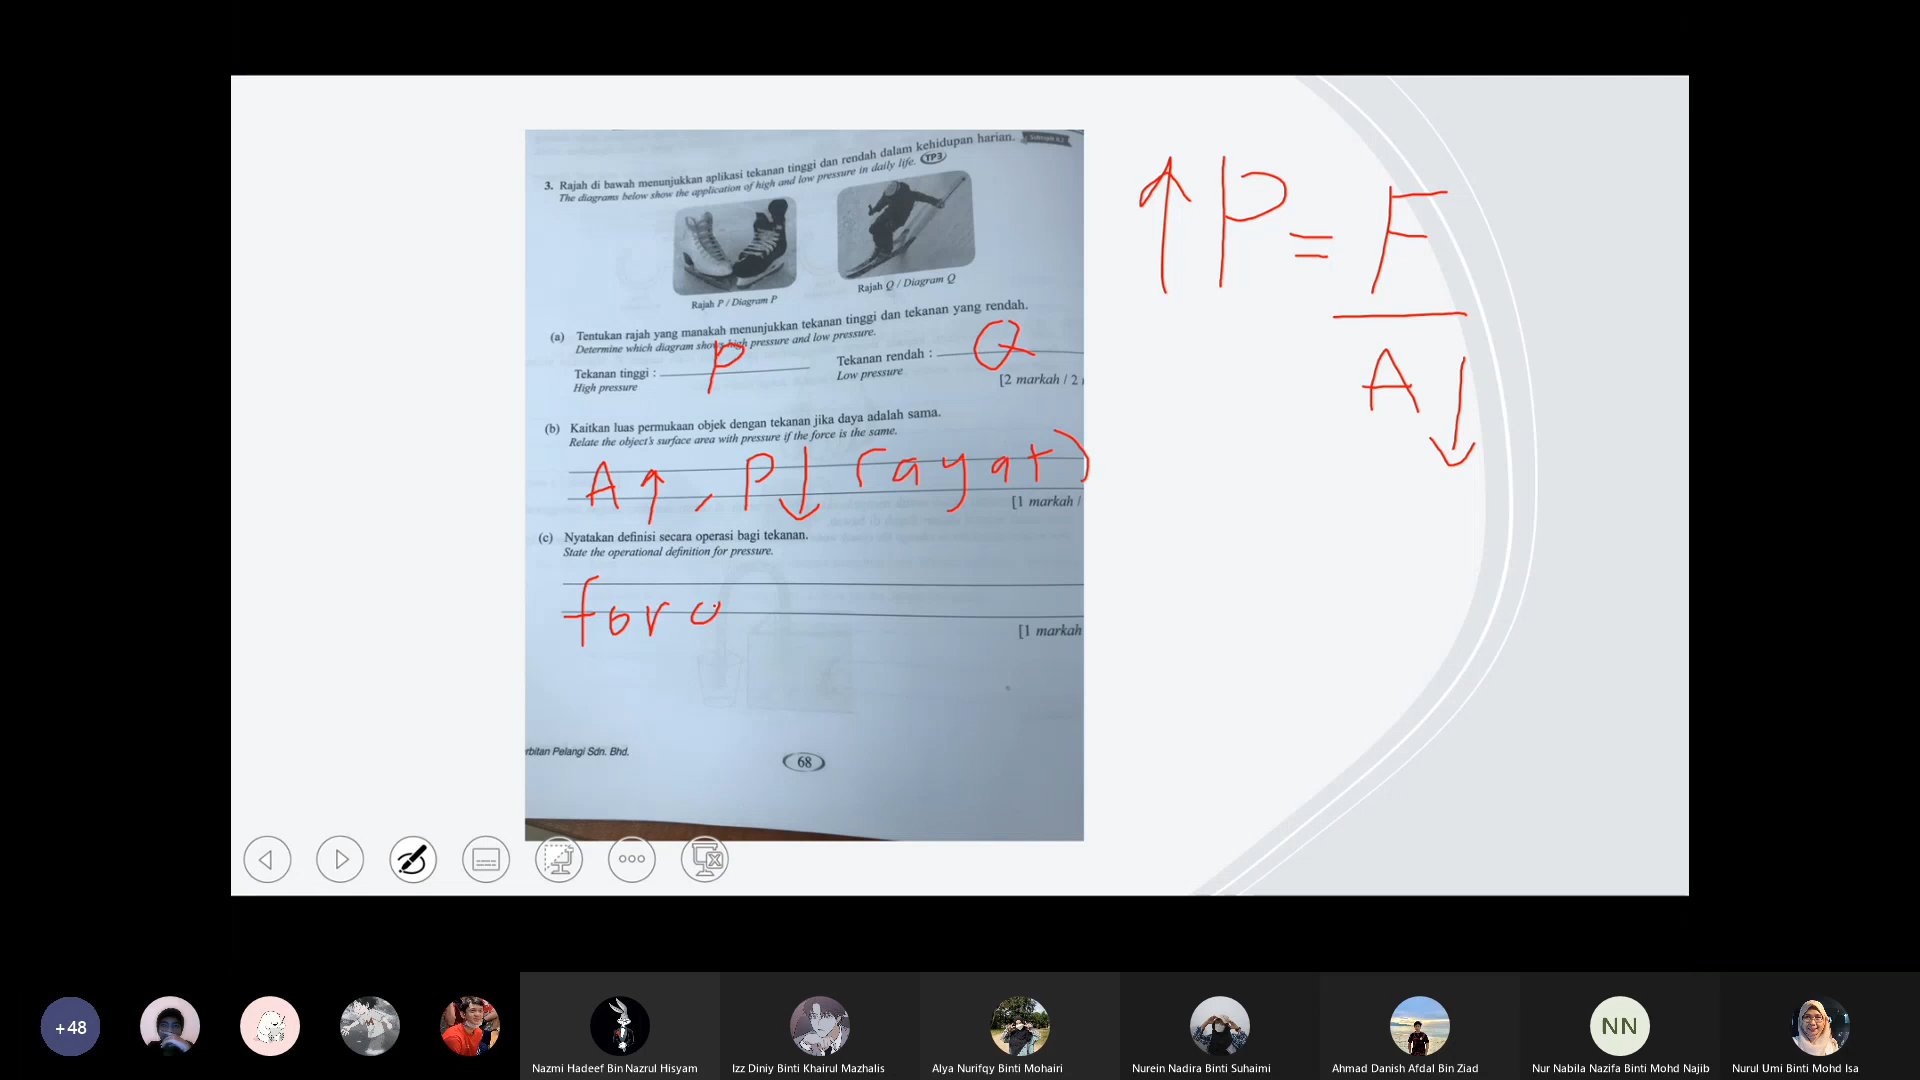 Subtopik 8.1
3. Rajah di bawah menunjukkan aplikasi tekanan tinggi dan rendah dalam kehidupan harian. TP3
The diagrams below show the application of high and low pressure in daily life.
Rajah P / Diagram P
Rajah Q / Diagram Q
(a) Tentukan rajah yang manakah menunjukkan tekanan tinggi dan tekanan yang rendah.
Determine which diagram shows high pressure and low pressure.
Tekanan tinggi : P
High pressure
Tekanan rendah : Q
Low pressure
[2 markah / 2
(b) Kaitkan luas permukaan objek dengan tekanan jika daya adalah sama.
Relate the object's surface area with pressure if the force is the same.
A ↑ , P ↓ (ayat)
[1 markah /
(c) Nyatakan definisi secara operasi bagi tekanan.
State the operational definition for pressure.
forc
[1 markah
rbitan Pelangi Sdn. Bhd.
68
↑ P = F
A ↓
+48
Nazmi Hadeef Bin Nazrul Hisyam
Izz Diniy Binti Khairul Mazhalis
Alya Nurifqy Binti Mohairi
Nurein Nadira Binti Suhaimi
Ahmad Danish Afdal Bin Ziad
NN
Nur Nabila Nazifa Binti Mohd Najib
Nurul Umi Binti Mohd Isa